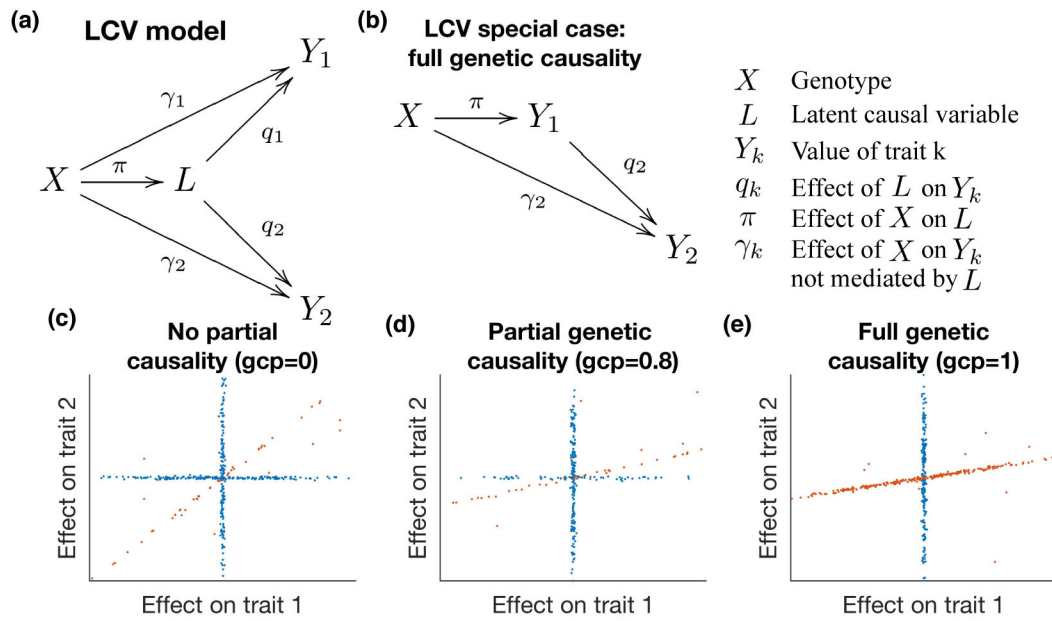 (a)
LCV model
X
π
L
γ₁
γ₂
q₁
q₂
Y₁
Y₂
(b)
LCV special case:
full genetic causality
X
π
Y₁
q₂
γ₂
Y₂
X Genotype
L Latent causal variable
Yₖ Value of trait k
qₖ Effect of L on Yₖ
π Effect of X on L
γₖ Effect of X on Yₖ
not mediated by L
(c)
No partial
causality (gcp=0)
Effect on trait 2
Effect on trait 1
(d)
Partial genetic
causality (gcp=0.8)
Effect on trait 2
Effect on trait 1
(e)
Full genetic
causality (gcp=1)
Effect on trait 2
Effect on trait 1